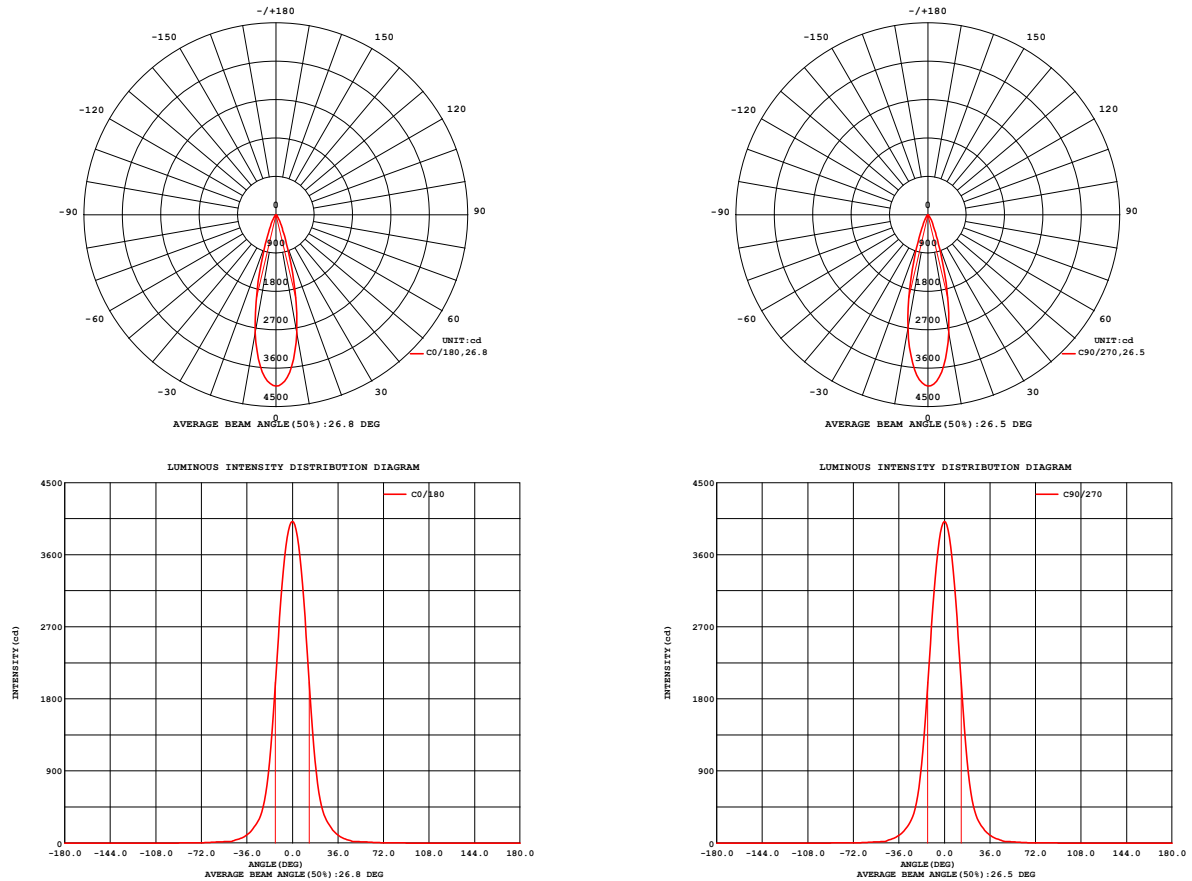 -/+180
-150
150
-120
120
-90
90
0
900
1800
2700
3600
4500
-60
60
-30
30
0
UNIT:cd
C0/180,26.8
AVERAGE BEAM ANGLE(50%):26.8 DEG
-/+180
-150
150
-120
120
-90
90
0
900
1800
2700
3600
4500
-60
60
-30
30
0
UNIT:cd
C90/270,26.5
AVERAGE BEAM ANGLE(50%):26.5 DEG
LUMINOUS INTENSITY DISTRIBUTION DIAGRAM
C0/180
INTENSITY(cd)
4500
3600
2700
1800
900
0
-180.0 -144.0 -108.0 -72.0 -36.0 0.0 36.0 72.0 108.0 144.0 180.0
ANGLE(DEG)
AVERAGE BEAM ANGLE(50%):26.8 DEG
LUMINOUS INTENSITY DISTRIBUTION DIAGRAM
C90/270
INTENSITY(cd)
4500
3600
2700
1800
900
0
-180.0 -144.0 -108.0 -72.0 -36.0 0.0 36.0 72.0 108.0 144.0 180.0
ANGLE(DEG)
AVERAGE BEAM ANGLE(50%):26.5 DEG